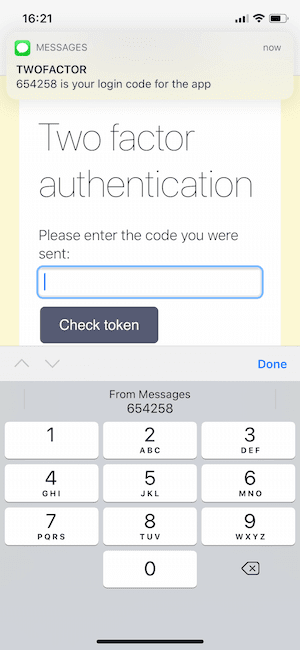 16:21
MESSAGES now
TWOFACTOR
654258 is your login code for the app
Two factor
authentication
Please enter the code you were
sent:
Check token
Done
From Messages
654258
1 2 3
ABC DEF
4 5 6
GHI JKL MNO
7 8 9
PQRS TUV WXYZ
0